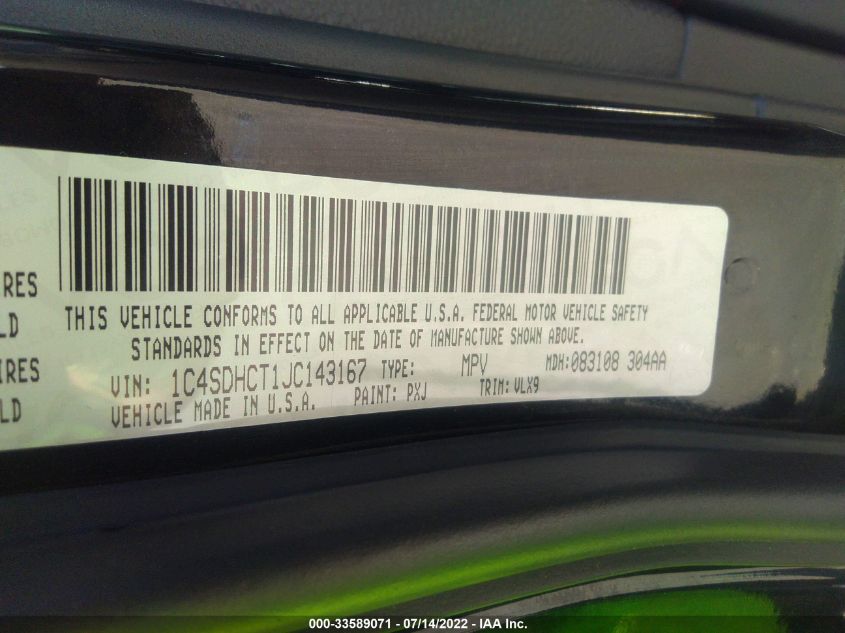 THIS VEHICLE CONFORMS TO ALL APPLICABLE U.S.A. FEDERAL MOTOR VEHICLE SAFETY
STANDARDS IN EFFECT ON THE DATE OF MANUFACTURE SHOWN ABOVE.
VIN: 1C4SDHCT1JC143167 TYPE: MPV MDH:083108 304AA
VEHICLE MADE IN U.S.A. PAINT: PXJ TRIM:VLX9
RES
LD
IRES
LD
000-33589071 - 07/14/2022 - IAA Inc.